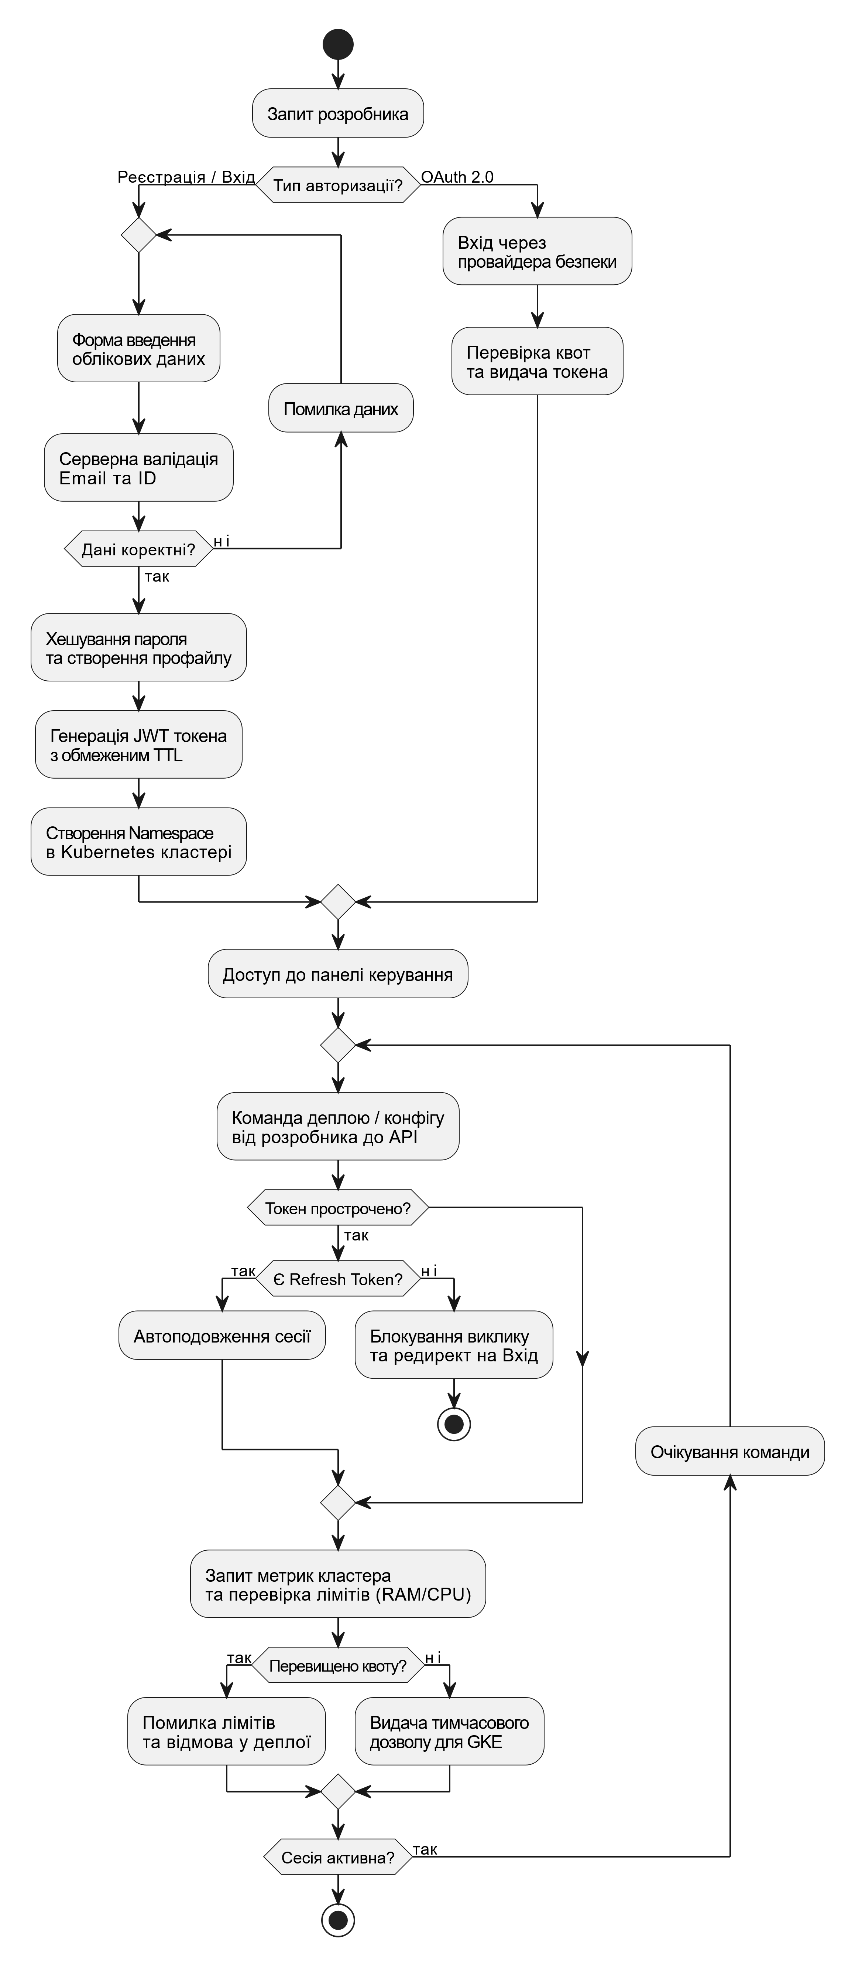 Запит розробника
Реєстрація / Вхід
Тип авторизації?
OAuth 2.0
Вхід через
провайдера безпеки
Форма введення
облікових даних
Перевірка квот
та видача токена
Помилка даних
Серверна валідація
Email та ID
Дані коректні?
ні
так
Хешування пароля
та створення профайлу
Генерація JWT токена
з обмеженим TTL
Створення Namespace
в Kubernetes кластері
Доступ до панелі керування
Команда деплою / конфігу
від розробника до API
Токен прострочено?
так
так
Є Refresh Token?
ні
Автоподовження сесії
Блокування виклику
та редирект на Вхід
Очікування команди
Запит метрик кластера
та перевірка лімітів (RAM/CPU)
так
Перевищено квоту?
ні
Помилка лімітів
та відмова у деплої
Видача тимчасового
дозволу для GKE
Сесія активна?
так